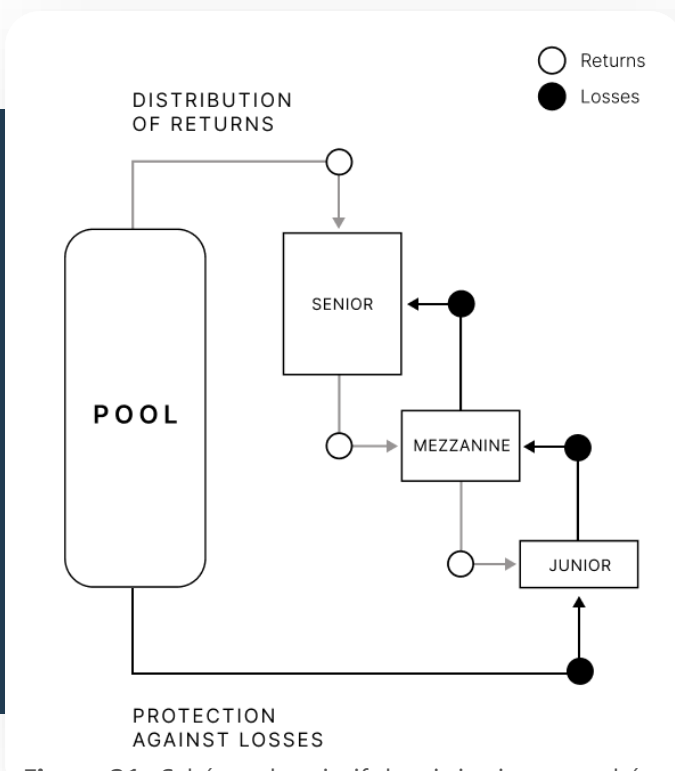 Returns
Losses
DISTRIBUTION
OF RETURNS
SENIOR
POOL
MEZZANINE
JUNIOR
PROTECTION
AGAINST LOSSES